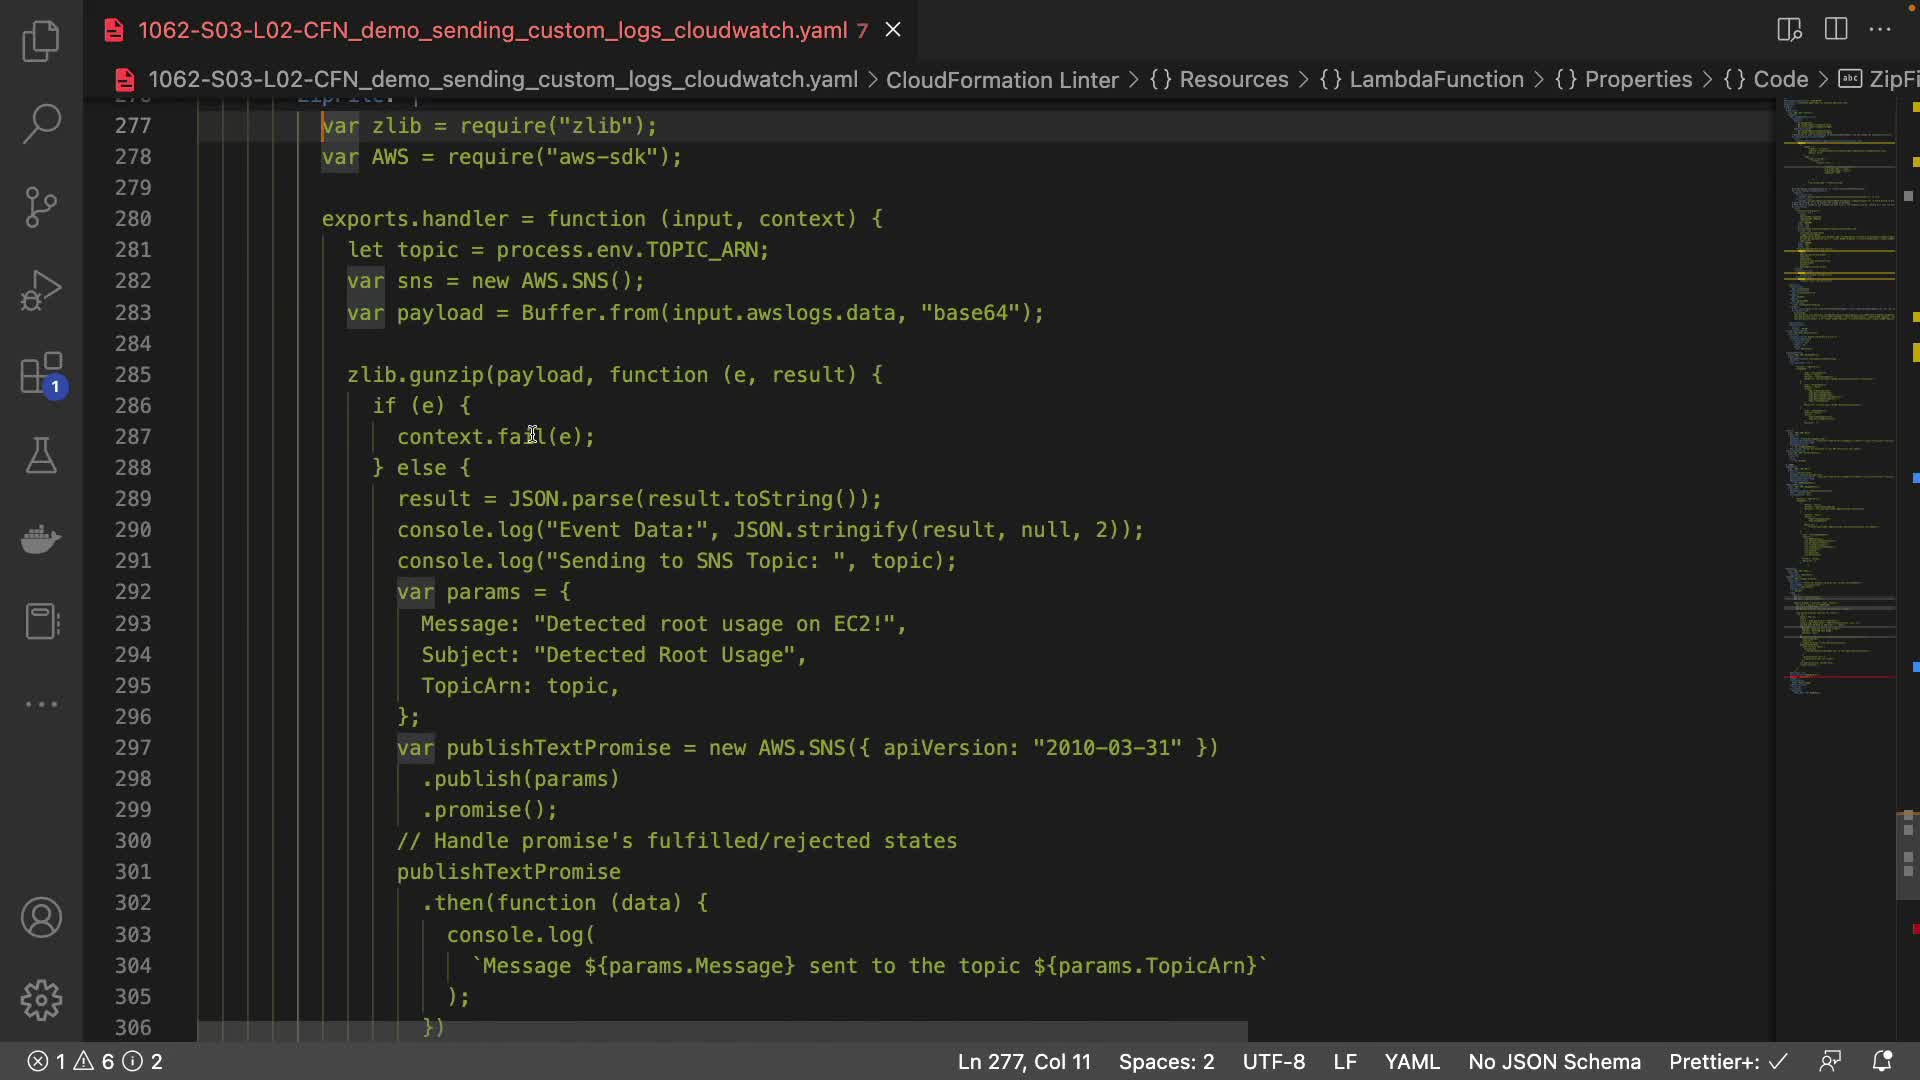 1062-S03-L02-CFN_demo_sending_custom_logs_cloudwatch.yaml 7
1062-S03-L02-CFN_demo_sending_custom_logs_cloudwatch.yaml > CloudFormation Linter > {} Resources > {} LambdaFunction > {} Properties > {} Code > abc ZipFi
277 var zlib = require("zlib");
278 var AWS = require("aws-sdk");
279
280 exports.handler = function (input, context) {
281 let topic = process.env.TOPIC_ARN;
282 var sns = new AWS.SNS();
283 var payload = Buffer.from(input.awslogs.data, "base64");
284
285 zlib.gunzip(payload, function (e, result) {
286 if (e) {
287 context.fail(e);
288 } else {
289 result = JSON.parse(result.toString());
290 console.log("Event Data:", JSON.stringify(result, null, 2));
291 console.log("Sending to SNS Topic: ", topic);
292 var params = {
293 Message: "Detected root usage on EC2!",
294 Subject: "Detected Root Usage",
295 TopicArn: topic,
296 };
297 var publishTextPromise = new AWS.SNS({ apiVersion: "2010-03-31" })
298 .publish(params)
299 .promise();
300 // Handle promise's fulfilled/rejected states
301 publishTextPromise
302 .then(function (data) {
303 console.log(
304 `Message ${params.Message} sent to the topic ${params.TopicArn}`
305 );
306 })
1
1 6 2 Ln 277, Col 11 Spaces: 2 UTF-8 LF YAML No JSON Schema Prettier+: ✓